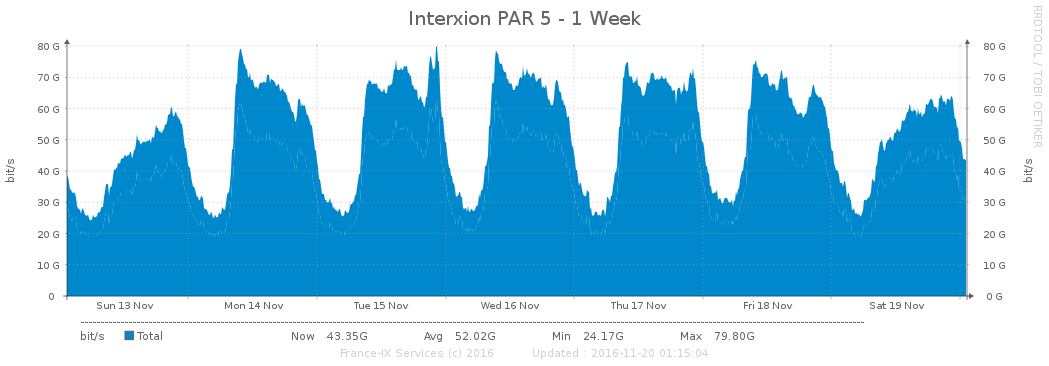 Interxion PAR 5 - 1 Week
RRDTOOL / TOBI OETIKER
80 G 80 G
70 G 70 G
60 G 60 G
50 G 50 G
40 G 40 G
30 G 30 G
20 G 20 G
10 G 10 G
0 0 G
bit/s bit/s
Sun 13 Nov Mon 14 Nov Tue 15 Nov Wed 16 Nov Thu 17 Nov Fri 18 Nov Sat 19 Nov
bit/s Total Now 43.35G Avg 52.02G Min 24.17G Max 79.80G
France-IX Services (c) 2016 Updated : 2016-11-20 01:15:04